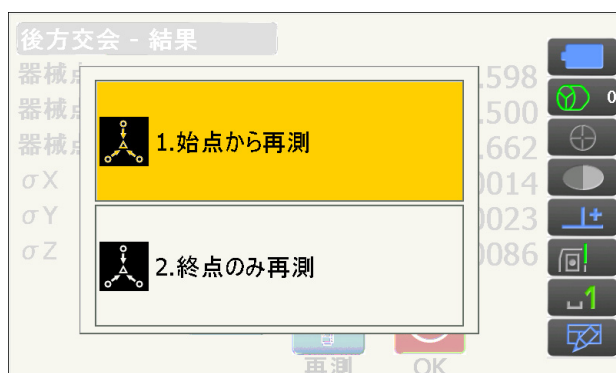 後方交会 - 結果
器械点
.598
器械点
.500
器械点
.662
σX
0014
σY
0023
σZ
0086
1.始点から再測
2.終点のみ再測
再測
OK
0
1